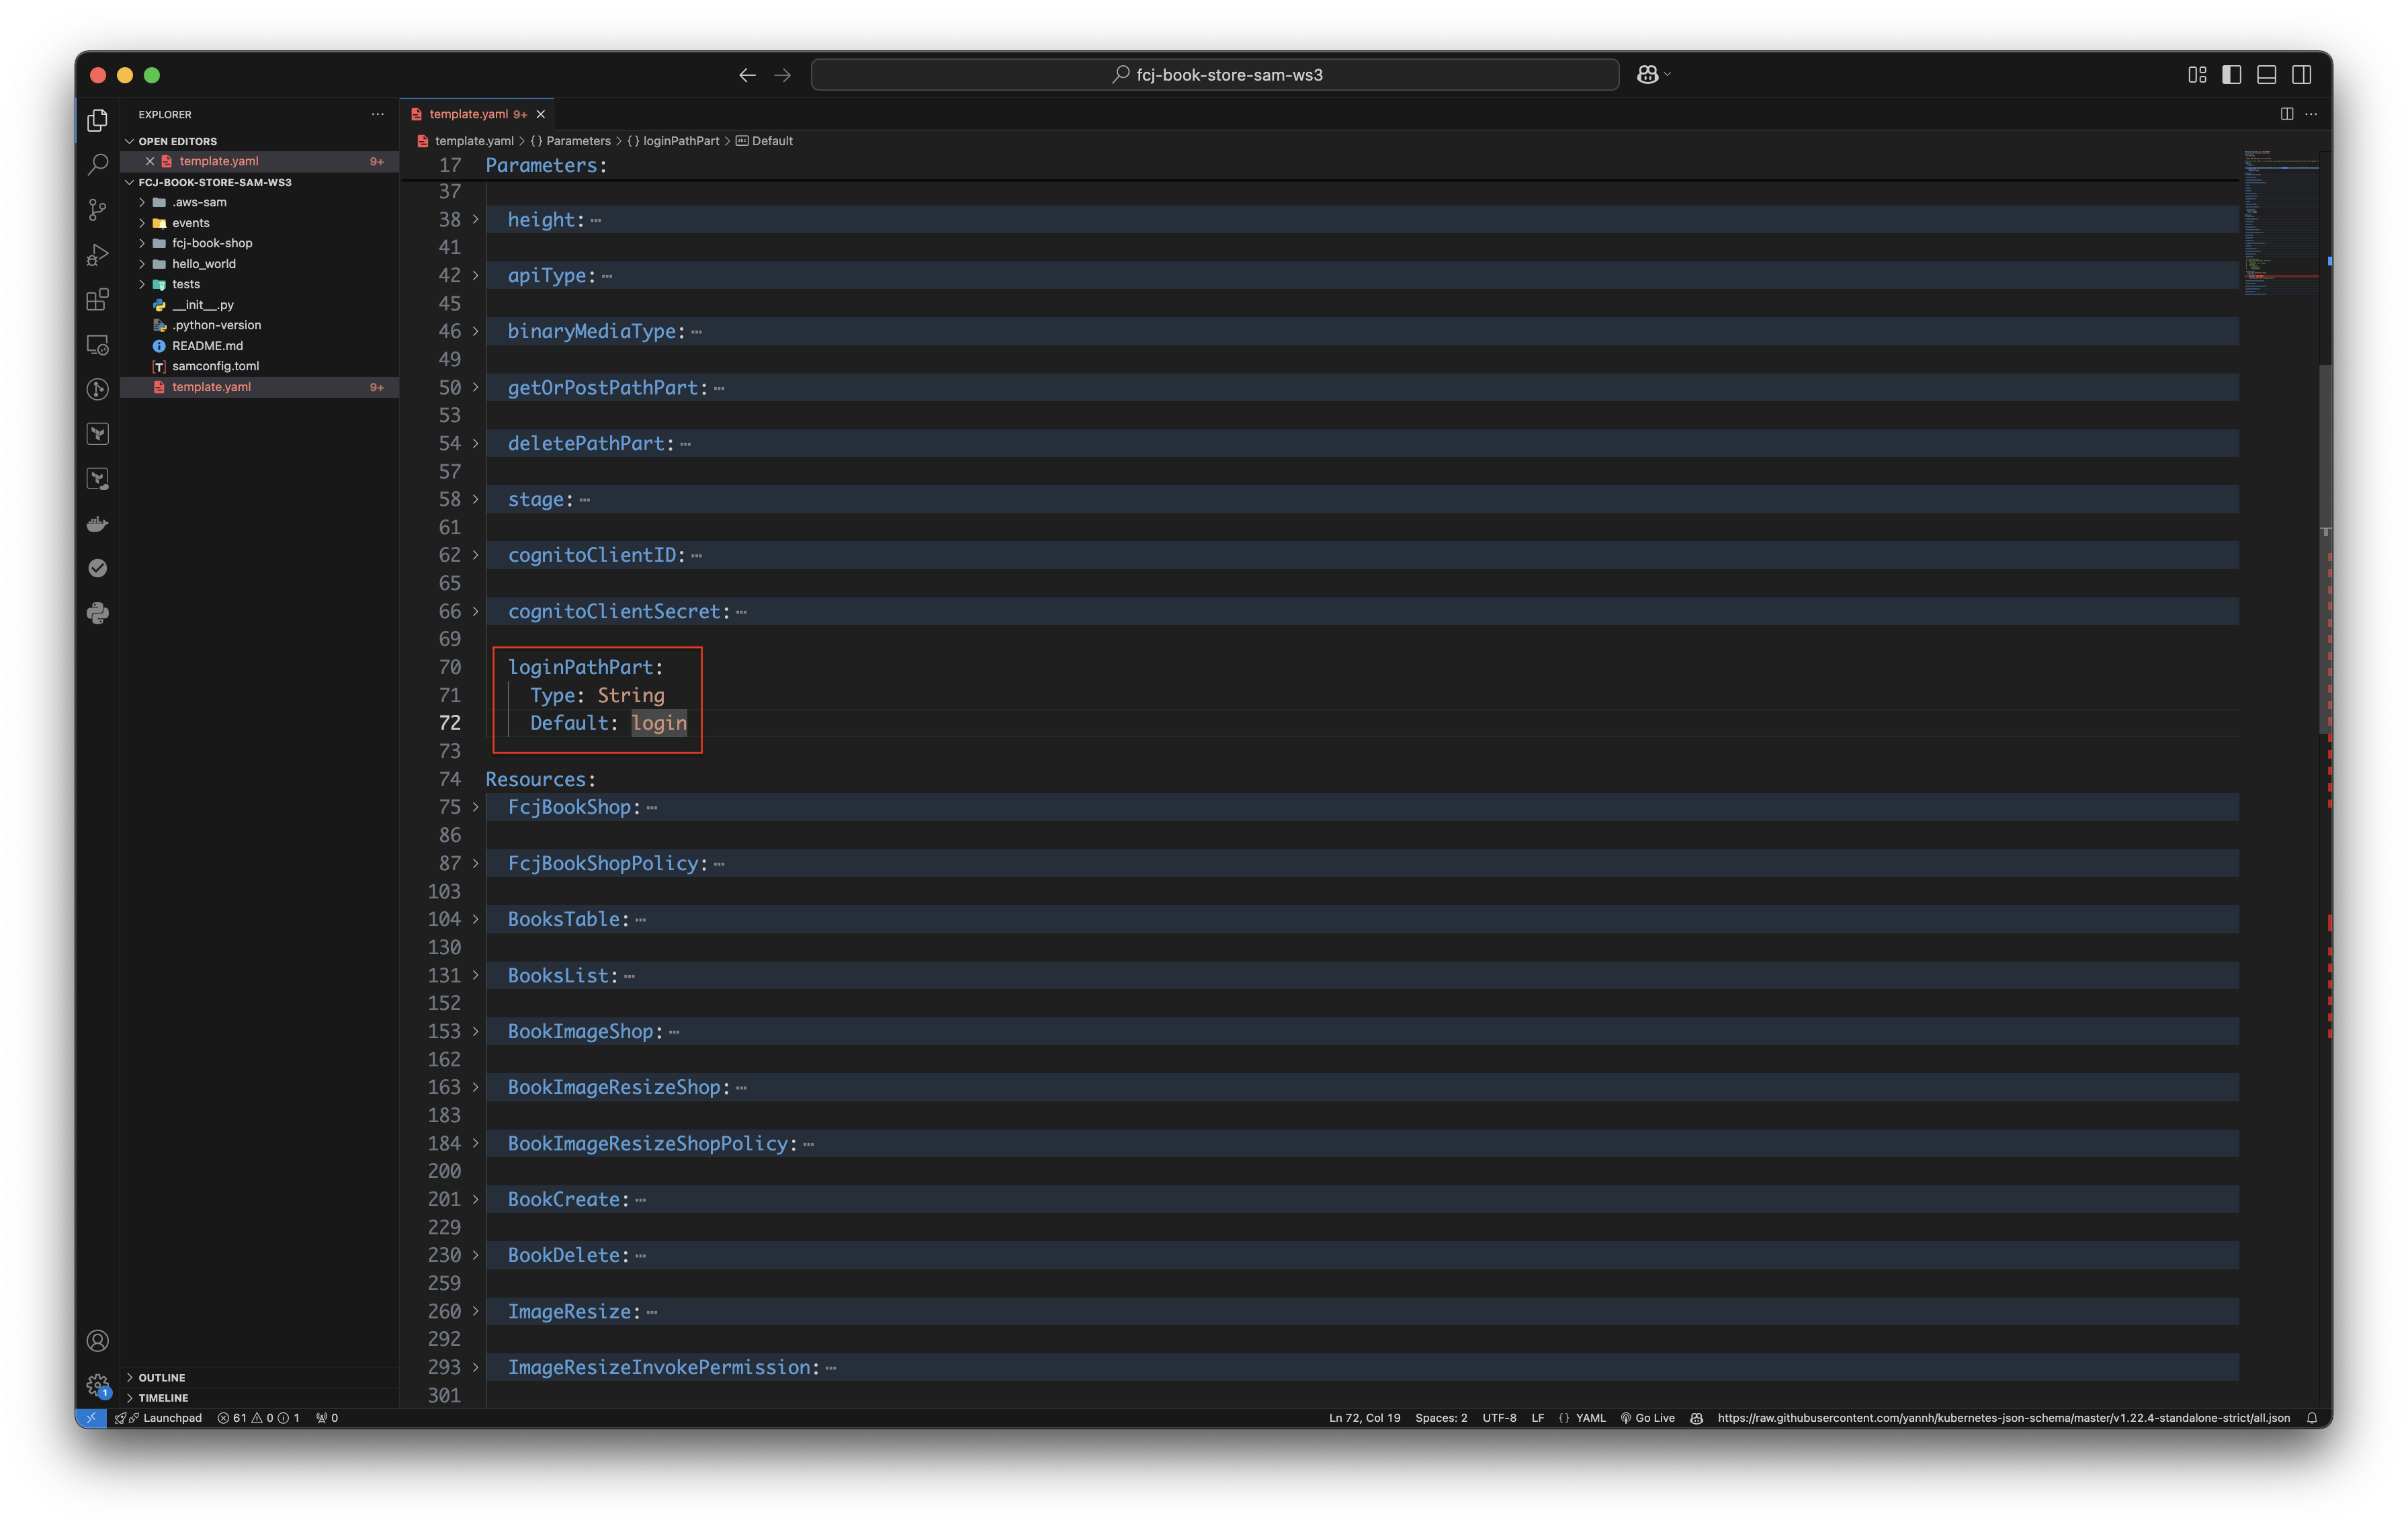 fcj-book-store-sam-ws3
EXPLORER
OPEN EDITORS
template.yaml 9+
FCJ-BOOK-STORE-SAM-WS3
.aws-sam
events
fcj-book-shop
hello_world
tests
__init__.py
.python-version
README.md
samconfig.toml
template.yaml 9+
OUTLINE
TIMELINE
template.yaml 9+
template.yaml > {} Parameters > {} loginPathPart > abc Default
17 Parameters:
37
38 height: ⋯
41
42 apiType: ⋯
45
46 binaryMediaType: ⋯
49
50 getOrPostPathPart: ⋯
53
54 deletePathPart: ⋯
57
58 stage: ⋯
61
62 cognitoClientID: ⋯
65
66 cognitoClientSecret: ⋯
69
70 loginPathPart:
71 Type: String
72 Default: login
73
74 Resources:
75 FcjBookShop: ⋯
86
87 FcjBookShopPolicy: ⋯
103
104 BooksTable: ⋯
130
131 BooksList: ⋯
152
153 BookImageShop: ⋯
162
163 BookImageResizeShop: ⋯
183
184 BookImageResizeShopPolicy: ⋯
200
201 BookCreate: ⋯
229
230 BookDelete: ⋯
259
260 ImageResize: ⋯
292
293 ImageResizeInvokePermission: ⋯
301
1
Launchpad 61 0 1 0 Ln 72, Col 19 Spaces: 2 UTF-8 LF {} YAML Go Live https://raw.githubusercontent.com/yannh/kubernetes-json-schema/master/v1.22.4-standalone-strict/all.json